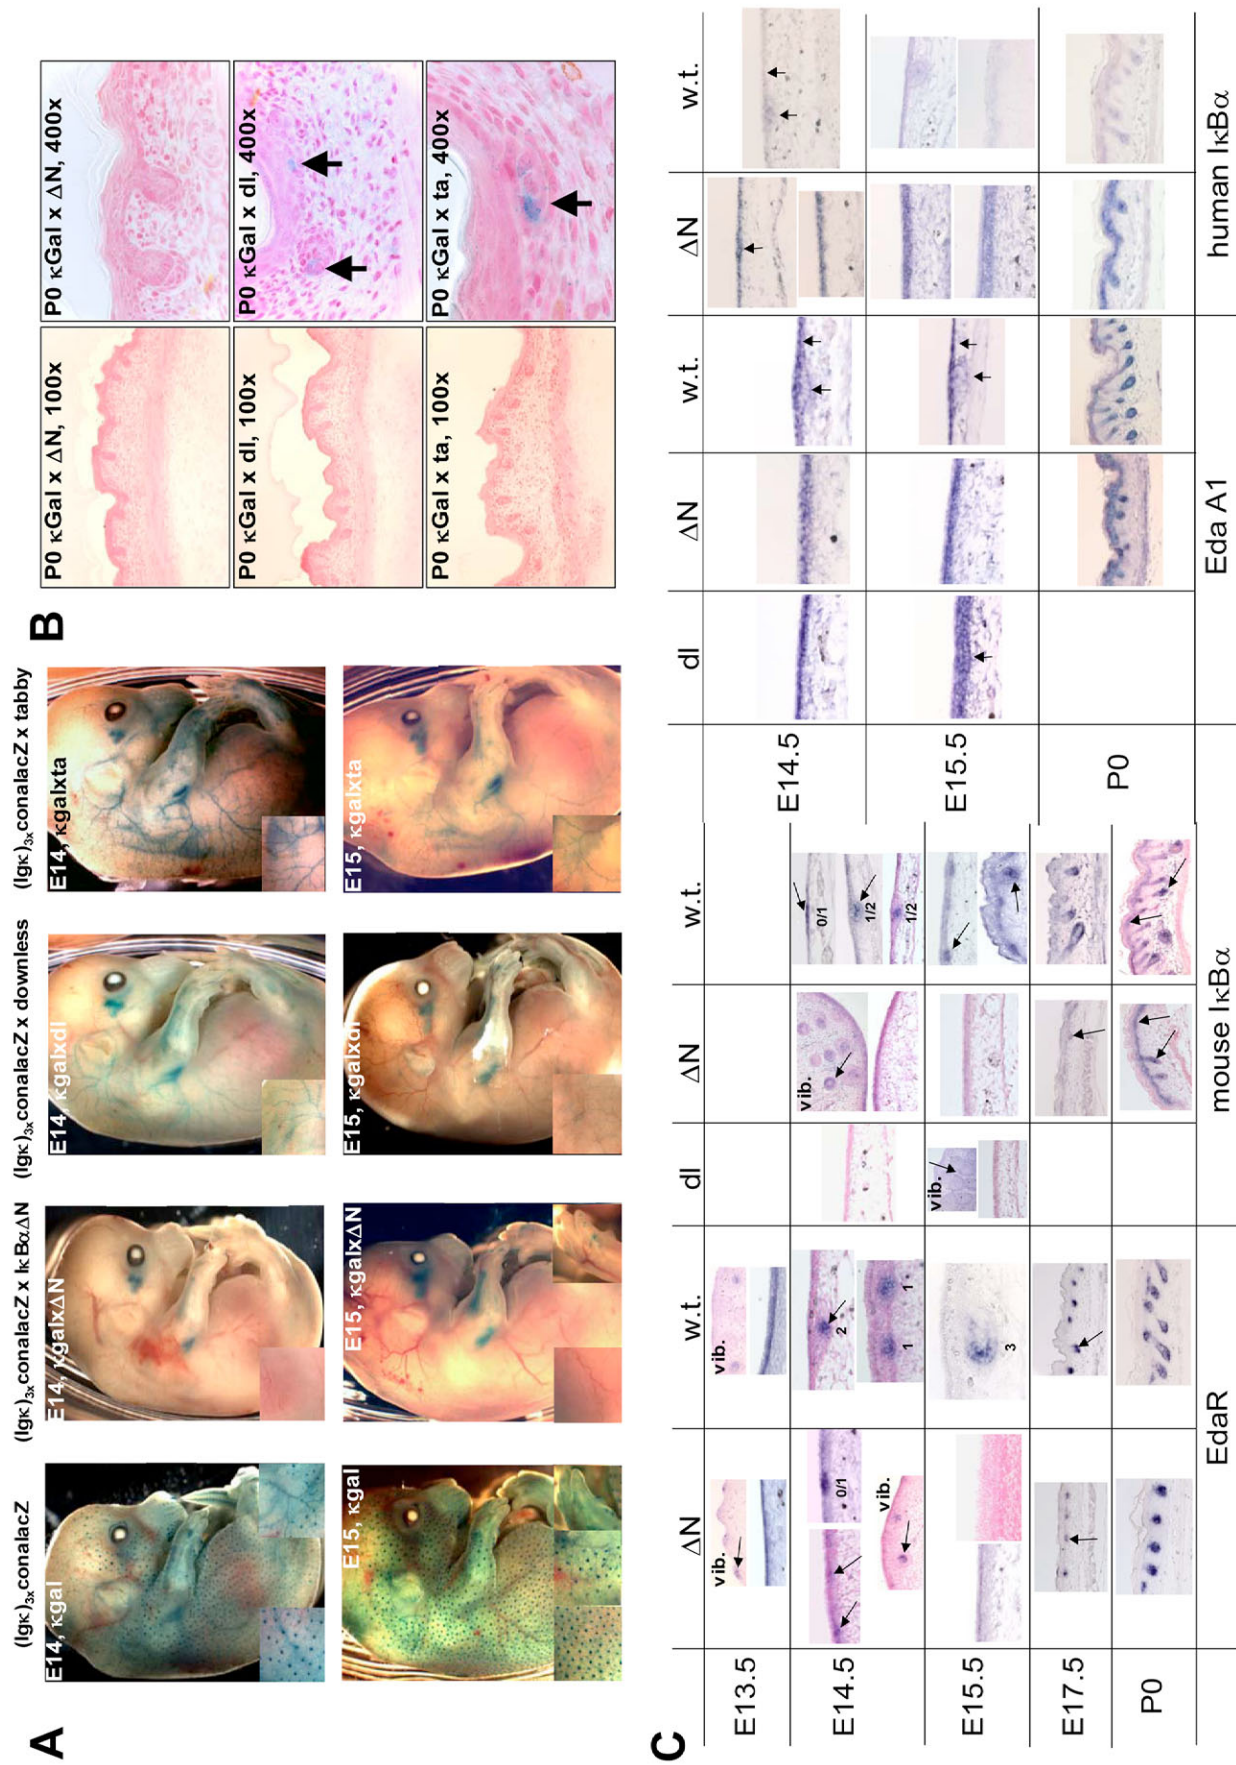 A
(Igκ)3xconalacZ
(Igκ)3xconalacZ x IκBαΔN
(Igκ)3xconalacZ x downless
(Igκ)3xconalacZ x tabby
E14, κgal
E14, κgalxΔN
E14, κgalxdl
E14, κgalxta
E15, κgal
E15, κgalxΔN
E15, κgalxdl
E15, κgalxta
B
P0 κGal x ΔN, 100x
P0 κGal x ΔN, 400x
P0 κGal x dl, 100x
P0 κGal x dl, 400x
P0 κGal x ta, 100x
P0 κGal x ta, 400x
C
ΔN
w.t.
dl
ΔN
w.t.
E13.5
vib.
vib.
E14.5
0/1
vib.
2
1
1
vib.
0/1
1/2
1/2
E15.5
3
vib.
E17.5
P0
EdaR
mouse IκBα
dl
ΔN
w.t.
ΔN
w.t.
E14.5
E15.5
P0
Eda A1
human IκBα